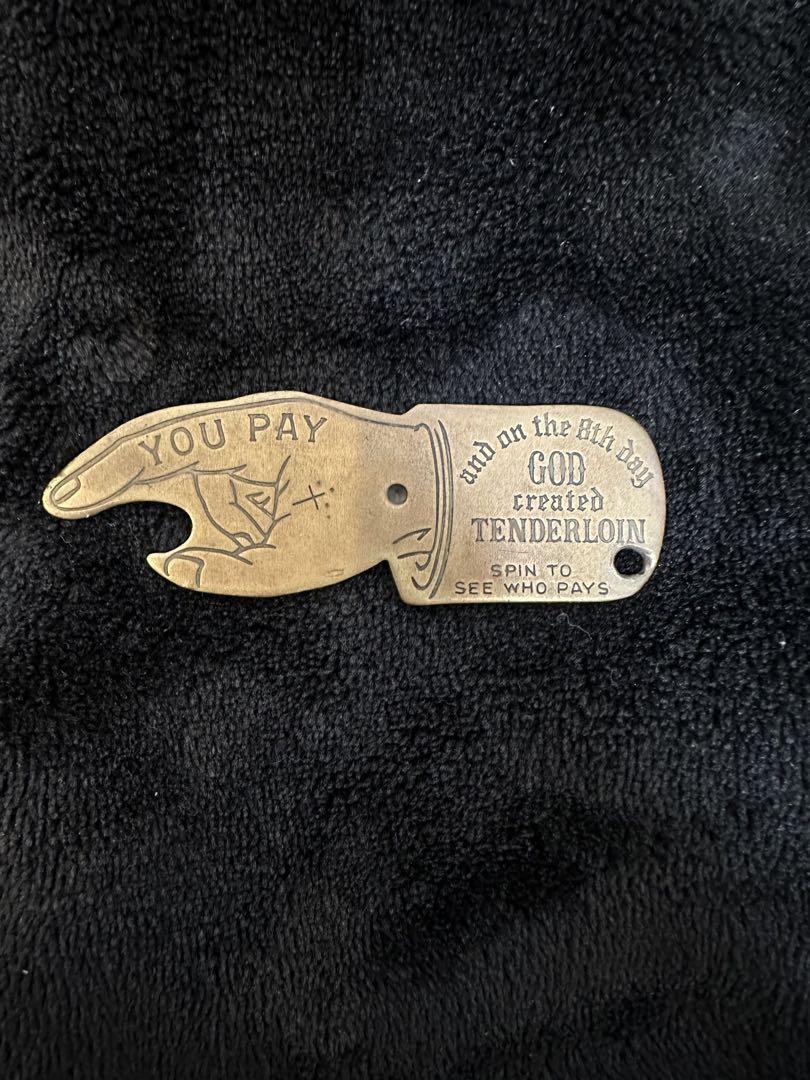 YOU PAY
and on the 8th day
GOD
created
TENDERLOIN
SPIN TO
SEE WHO PAYS